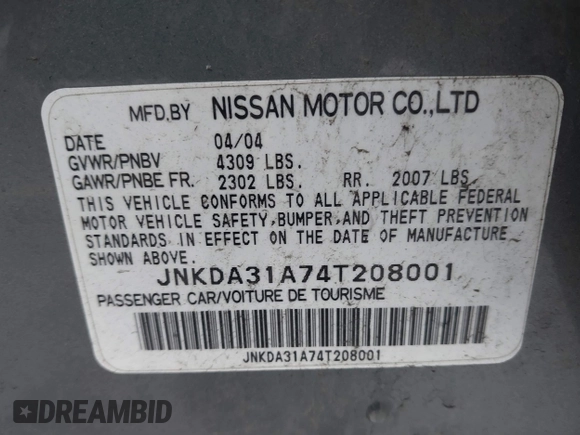 MFD.BY NISSAN MOTOR CO.,LTD
DATE 04/04
GVWR/PNBV 4309 LBS.
GAWR/PNBE FR. 2302 LBS. RR. 2007 LBS.
THIS VEHICLE CONFORMS TO ALL APPLICABLE FEDERAL
MOTOR VEHICLE SAFETY,BUMPER,AND THEFT PREVENTION
STANDARDS IN EFFECT ON THE DATE OF MANUFACTURE
SHOWN ABOVE.
JNKDA31A74T208001
PASSENGER CAR/VOITURE DE TOURISME
JNKDA31A74T208001
DREAMBID